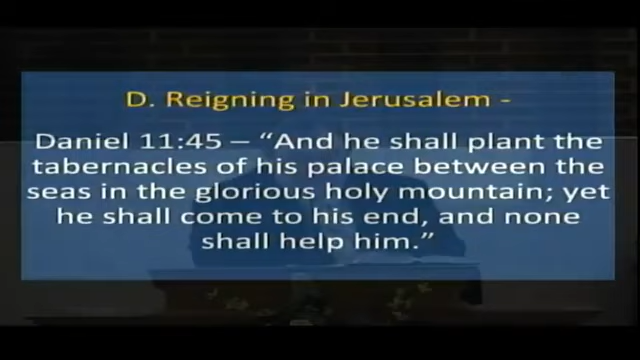 D. Reigning in Jerusalem -
Daniel 11:45 – “And he shall plant the
tabernacles of his palace between the
seas in the glorious holy mountain; yet
he shall come to his end, and none
shall help him.”